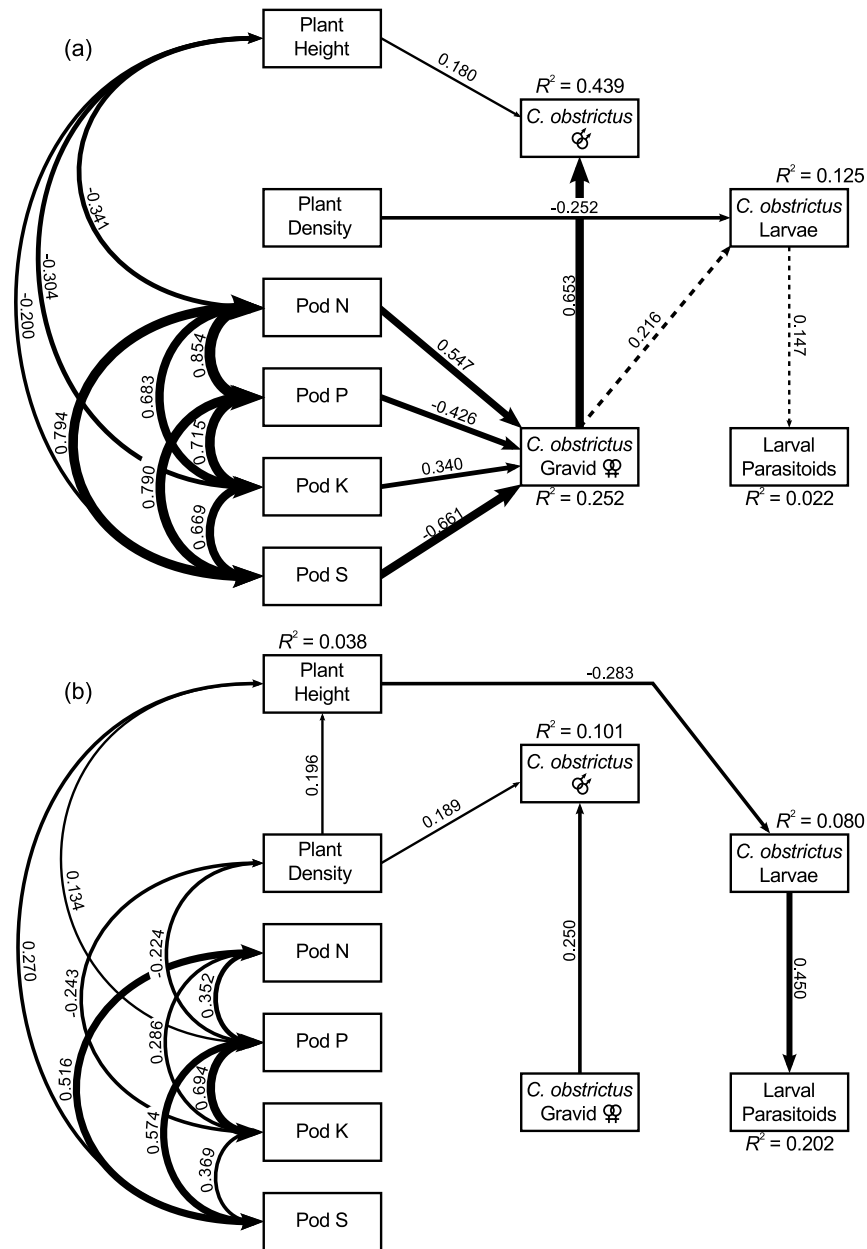 (a)
Plant
Height
0.180
R² = 0.439
C. obstrictus
⚣
R² = 0.125
Plant
Density
-0.252
C. obstrictus
Larvae
-0.341
-0.304
-0.200
Pod N
0.854
0.683
0.794
0.547
0.653
0.216
0.147
Pod P
0.715
0.790
-0.426
C. obstrictus
Gravid ⚢
R² = 0.252
Larval
Parasitoids
R² = 0.022
Pod K
0.340
0.669
Pod S
-0.661
(b)
R² = 0.038
Plant
Height
-0.283
0.196
R² = 0.101
C. obstrictus
⚣
0.189
R² = 0.080
Plant
Density
C. obstrictus
Larvae
0.134
0.270
-0.224
-0.243
Pod N
0.352
0.286
0.516
0.250
0.450
Pod P
0.694
0.574
C. obstrictus
Gravid ⚢
Larval
Parasitoids
R² = 0.202
Pod K
0.369
Pod S